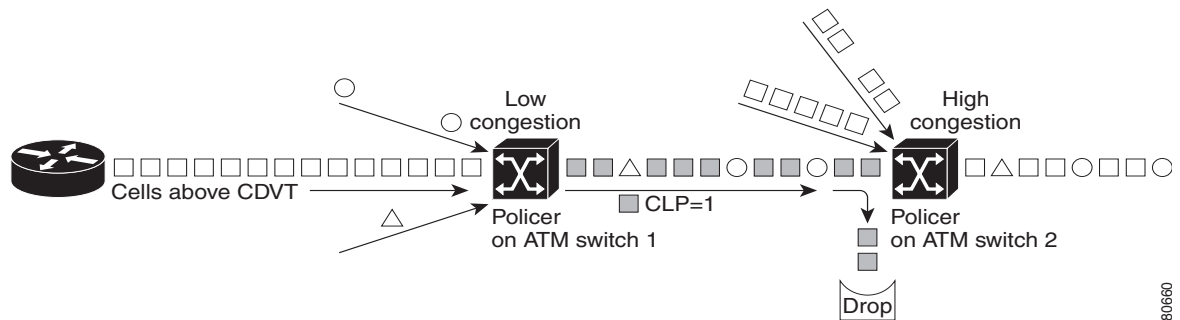 Low
congestion
High
congestion
Cells above CDVT
CLP=1
Policer
on ATM switch 1
Policer
on ATM switch 2
Drop
80660